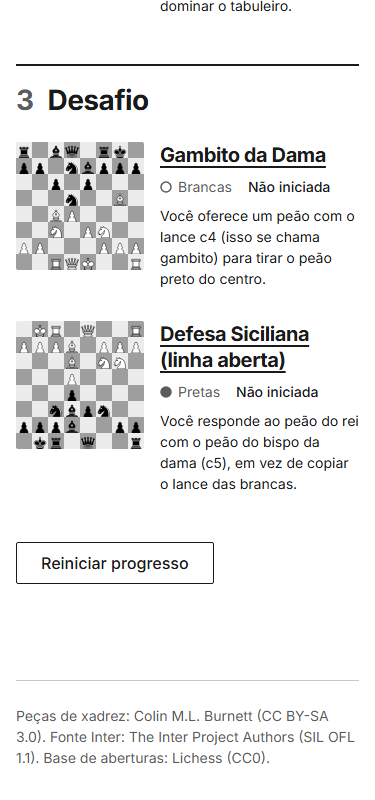 dominar o tabuleiro.
3 Desafio
Gambito da Dama
Brancas Não iniciada
Você oferece um peão com o
lance c4 (isso se chama
gambito) para tirar o peão
preto do centro.
Defesa Siciliana
(linha aberta)
Pretas Não iniciada
Você responde ao peão do rei
com o peão do bispo da
dama (c5), em vez de copiar
o lance das brancas.
Reiniciar progresso
Peças de xadrez: Colin M.L. Burnett (CC BY-SA
3.0). Fonte Inter: The Inter Project Authors (SIL OFL
1.1). Base de aberturas: Lichess (CC0).